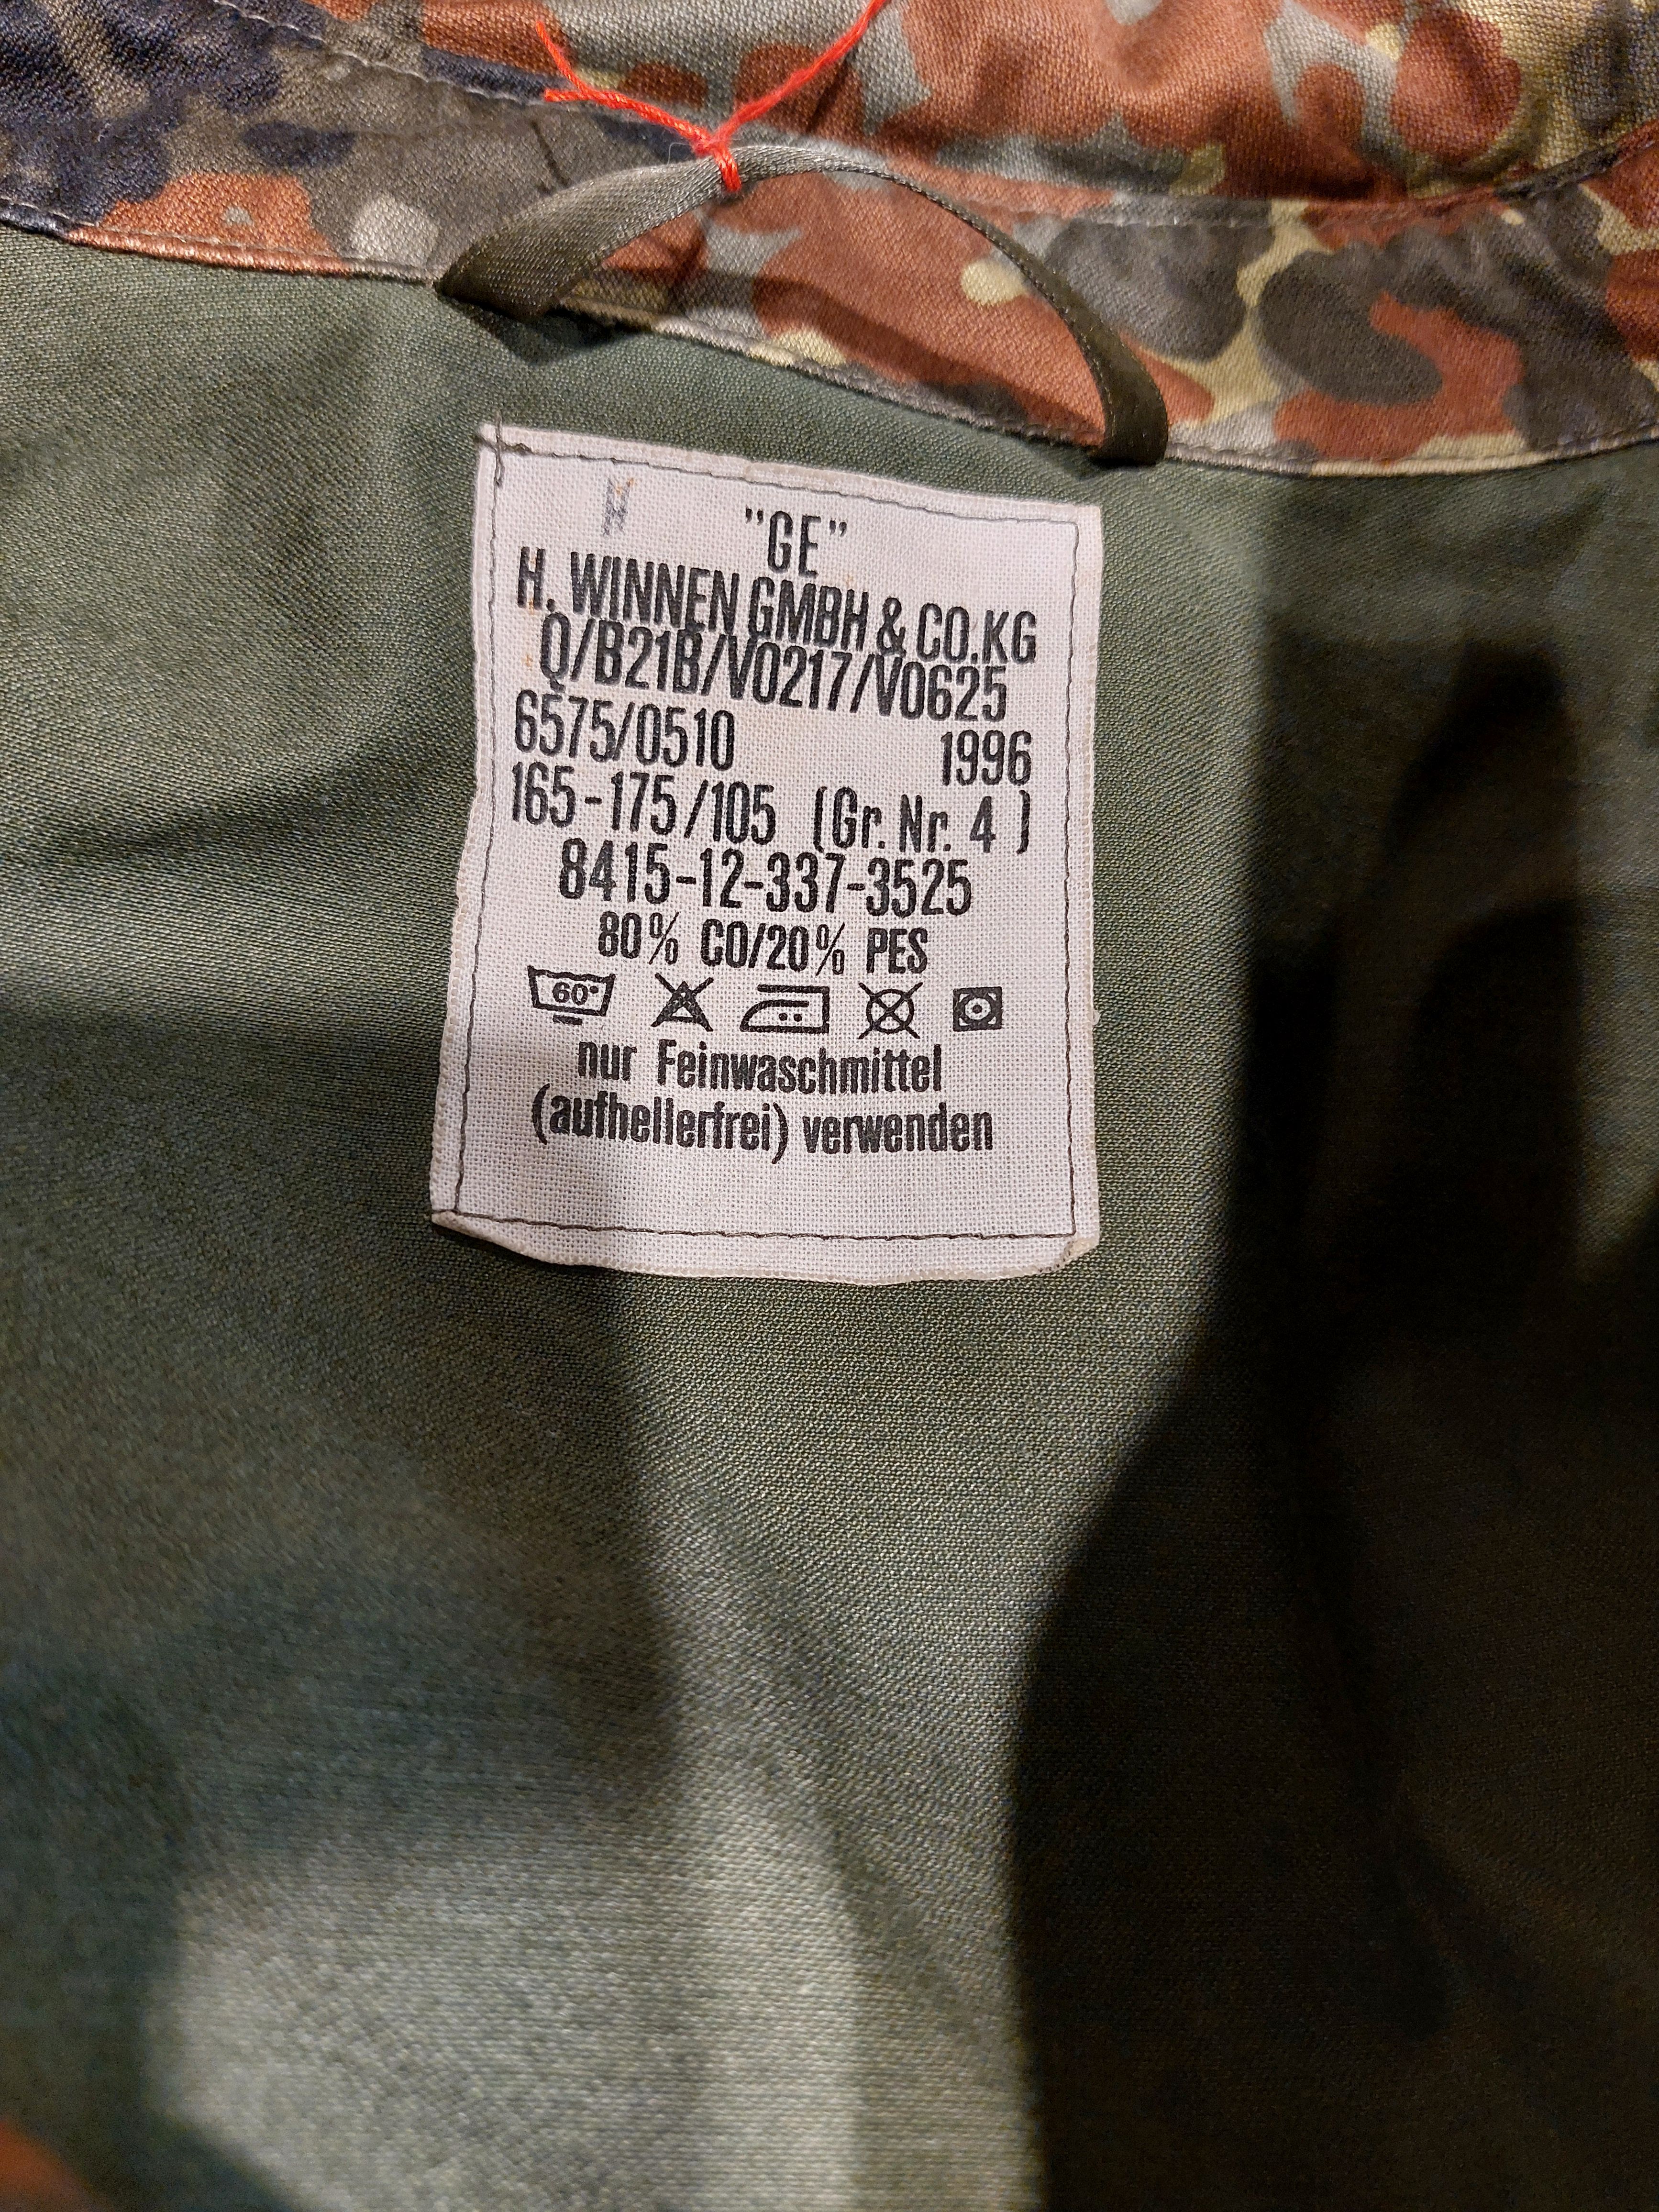 "GE"
H. WINNEN GMBH & CO.KG
Q/B21B/V0217/V0625
6575/0510 1996
165-175/105 (Gr. Nr. 4 )
8415-12-337-3525
80% CO/20% PES
60°
nur Feinwaschmittel
(aufhellerfrei) verwenden